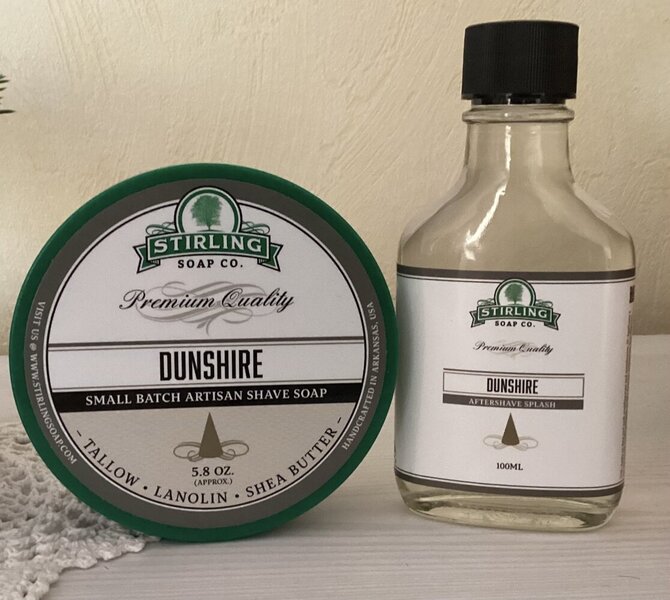 STIRLING
SOAP CO.
Premium Quality
DUNSHIRE
SMALL BATCH ARTISAN SHAVE SOAP
5.8 OZ.
(APPROX.)
- TALLOW • LANOLIN • SHEA BUTTER -
VISIT US @ WWW.STIRLINGSOAP.COM
HANDCRAFTED IN ARKANSAS, USA
STIRLING
SOAP CO.
Premium Quality
DUNSHIRE
AFTERSHAVE SPLASH
100ML